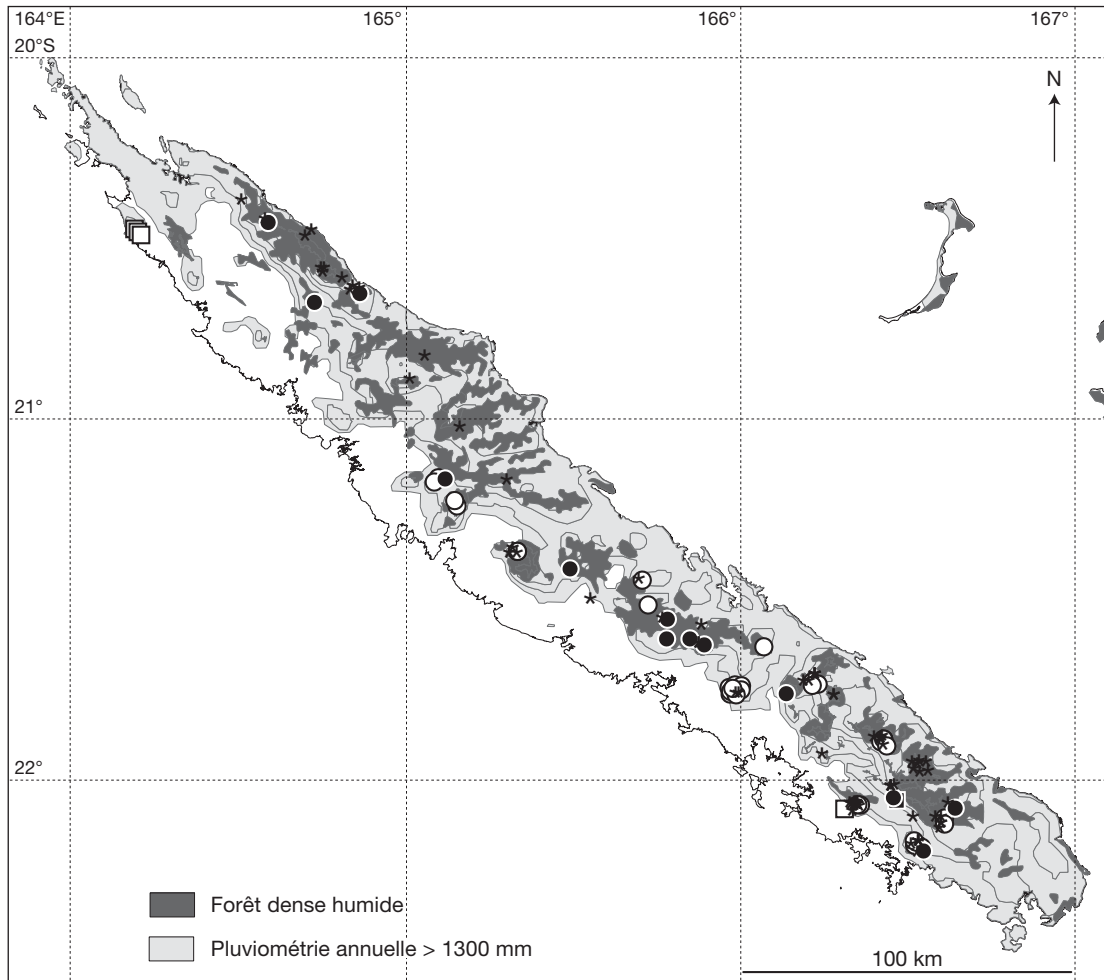 164°E 165° 166° 167°
20°S
N
21°
22°
Forêt dense humide
Pluviométrie annuelle > 1300 mm
100 km